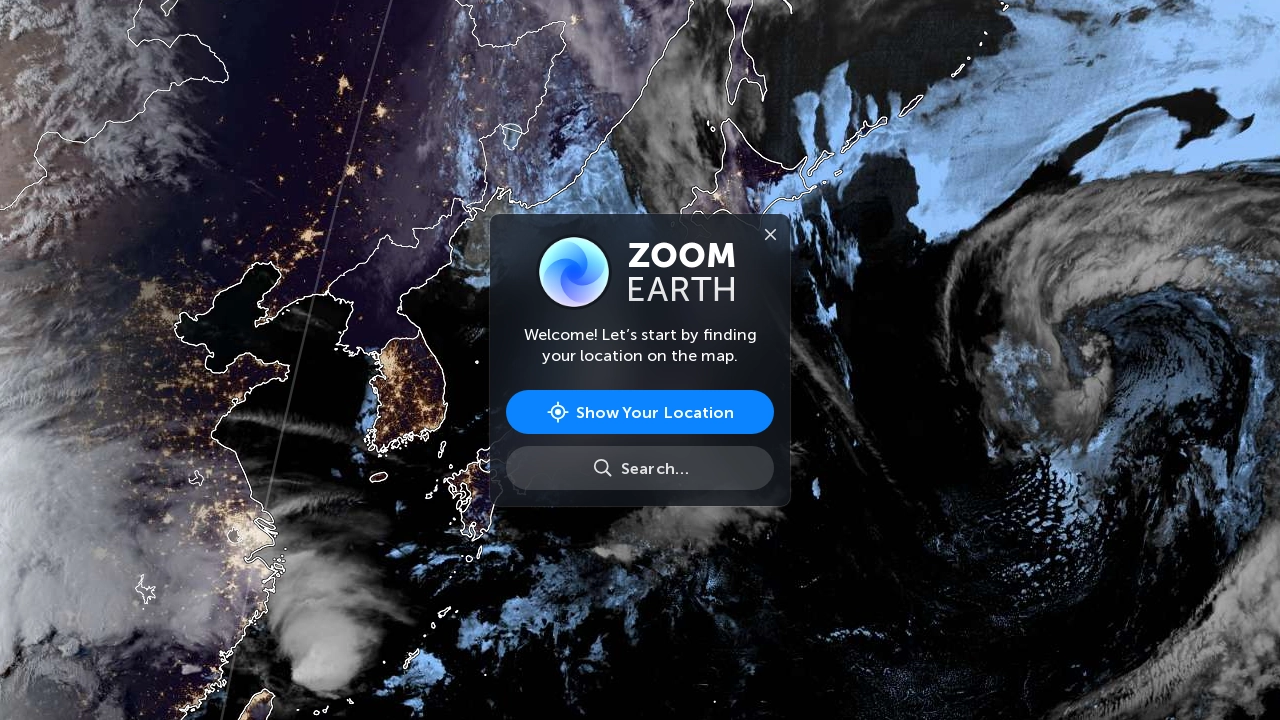 ZOOM
EARTH
Welcome! Let’s start by finding
your location on the map.
Show Your Location
Search…